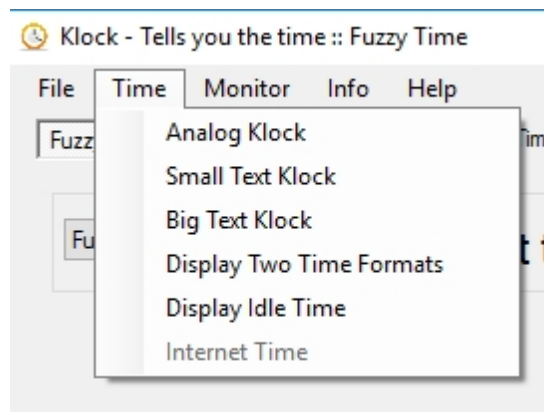 Klock - Tells you the time :: Fuzzy Time
File Time Monitor Info Help
Analog Klock
Small Text Klock
Big Text Klock
Display Two Time Formats
Display Idle Time
Internet Time